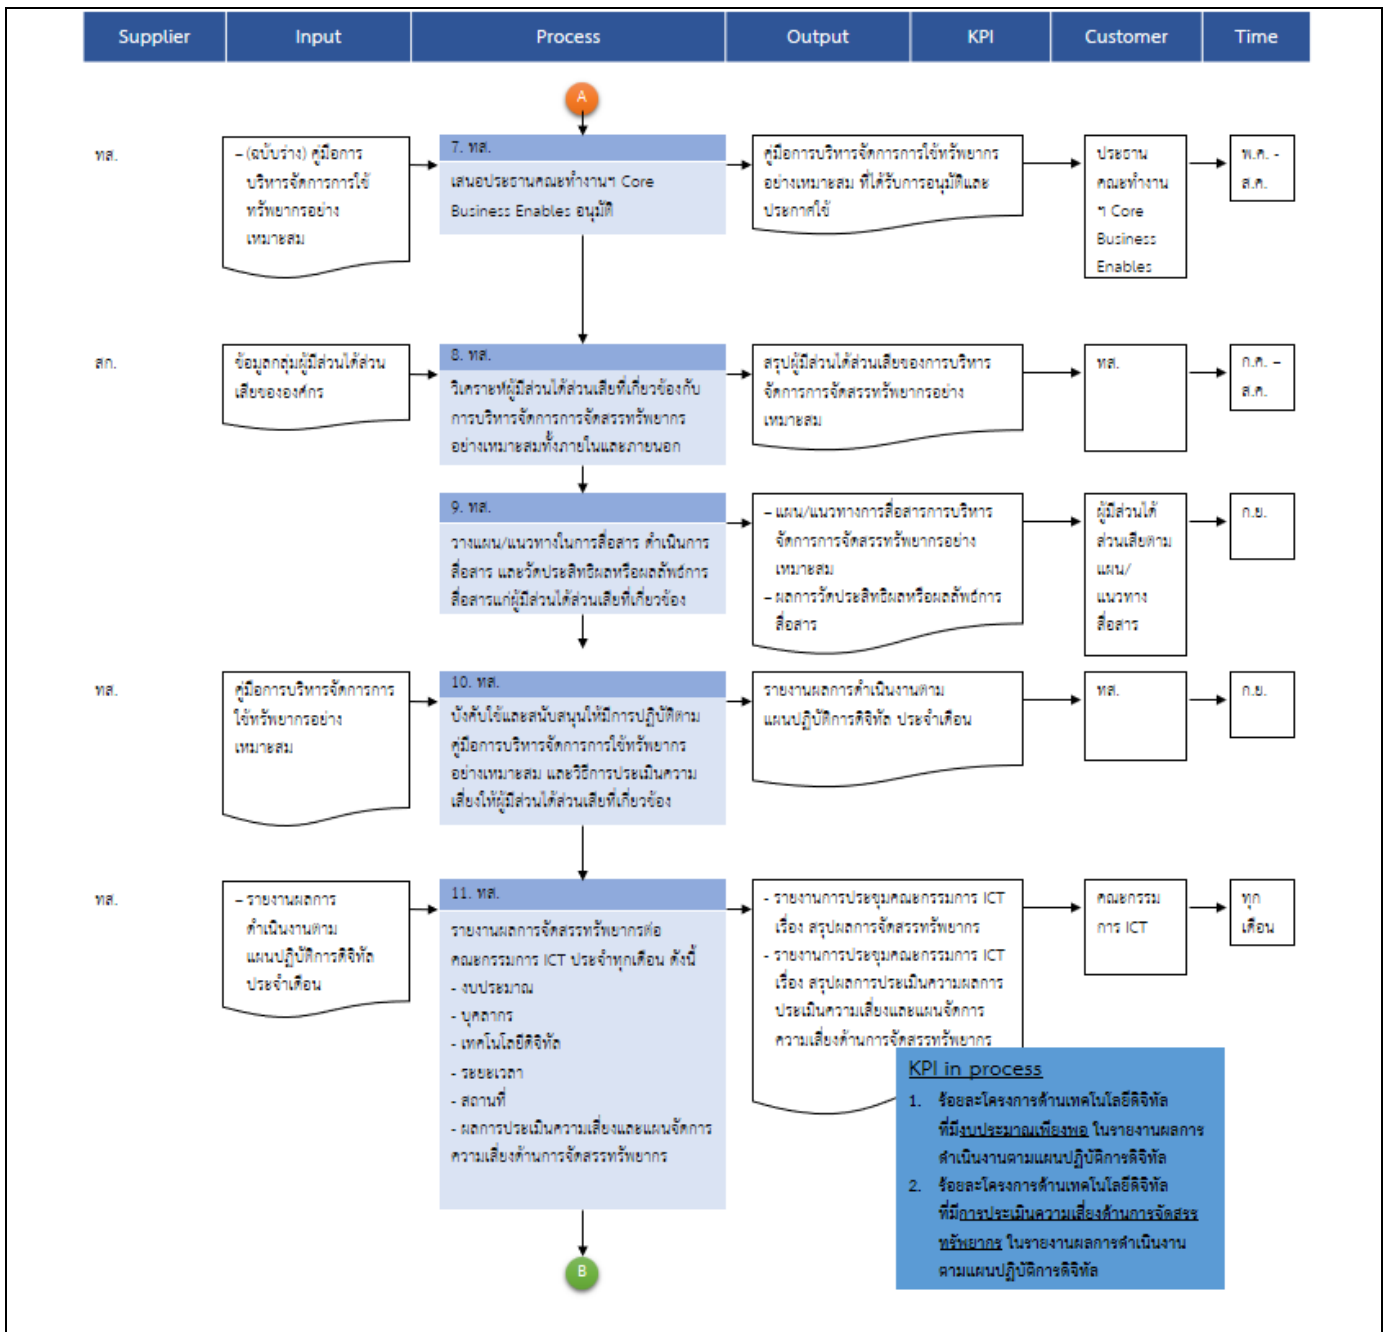 Supplier Input Process Output KPI Customer Time
A
ทส.
– (ฉบับร่าง) คู่มือการ
บริหารจัดการการใช้
ทรัพยากรอย่าง
เหมาะสม
7. ทส.
เสนอประธานคณะทำงานฯ Core
Business Enables อนุมัติ
คู่มือการบริหารจัดการการใช้ทรัพยากร
อย่างเหมาะสม ที่ได้รับการอนุมัติและ
ประกาศใช้
ประธาน
คณะทำงาน
ฯ Core
Business
Enables
พ.ค. -
ส.ค.
สก.
ข้อมูลกลุ่มผู้มีส่วนได้ส่วน
เสียขององค์กร
8. ทส.
วิเคราะห์ผู้มีส่วนได้ส่วนเสียที่เกี่ยวข้องกับ
การบริหารจัดการการจัดสรรทรัพยากร
อย่างเหมาะสมทั้งภายในและภายนอก
สรุปผู้มีส่วนได้ส่วนเสียของการบริหาร
จัดการการจัดสรรทรัพยากรอย่าง
เหมาะสม
ทส.
ก.ค. –
ส.ค.
9. ทส.
วางแผน/แนวทางในการสื่อสาร ดำเนินการ
สื่อสาร และวัดประสิทธิผลหรือผลลัพธ์การ
สื่อสารแก่ผู้มีส่วนได้ส่วนเสียที่เกี่ยวข้อง
– แผน/แนวทางการสื่อสารการบริหาร
จัดการการจัดสรรทรัพยากรอย่าง
เหมาะสม
– ผลการวัดประสิทธิผลหรือผลลัพธ์การ
สื่อสาร
ผู้มีส่วนได้
ส่วนเสียตาม
แผน/
แนวทาง
สื่อสาร
ก.ย.
ทส.
คู่มือการบริหารจัดการการ
ใช้ทรัพยากรอย่าง
เหมาะสม
10. ทส.
บังคับใช้และสนับสนุนให้มีการปฏิบัติตาม
คู่มือการบริหารจัดการการใช้ทรัพยากร
อย่างเหมาะสม และวิธีการประเมินความ
เสี่ยงให้ผู้มีส่วนได้ส่วนเสียที่เกี่ยวข้อง
รายงานผลการดำเนินงานตาม
แผนปฏิบัติการดิจิทัล ประจำเดือน
ทส.
ก.ย.
ทส.
– รายงานผลการ
ดำเนินงานตาม
แผนปฏิบัติการดิจิทัล
ประจำเดือน
11. ทส.
รายงานผลการจัดสรรทรัพยากรต่อ
คณะกรรมการ ICT ประจำทุกเดือน ดังนี้
- งบประมาณ
- บุคลากร
- เทคโนโลยีดิจิทัล
- ระยะเวลา
- สถานที่
- ผลการประเมินความเสี่ยงและแผนจัดการ
ความเสี่ยงด้านการจัดสรรทรัพยากร
- รายงานการประชุมคณะกรรมการ ICT
เรื่อง สรุปผลการจัดสรรทรัพยากร
- รายงานการประชุมคณะกรรมการ ICT
เรื่อง สรุปผลการประเมินความผลการ
ประเมินความเสี่ยงและแผนจัดการ
ความเสี่ยงด้านการจัดสรรทรัพยากร
คณะกรรม
การ ICT
ทุก
เดือน
KPI in process
1. ร้อยละโครงการด้านเทคโนโลยีดิจิทัล
ที่มีงบประมาณเพียงพอ ในรายงานผลการ
ดำเนินงานตามแผนปฏิบัติการดิจิทัล
2. ร้อยละโครงการด้านเทคโนโลยีดิจิทัล
ที่มีการประเมินความเสี่ยงด้านการจัดสรร
ทรัพยากร ในรายงานผลการดำเนินงาน
ตามแผนปฏิบัติการดิจิทัล
B